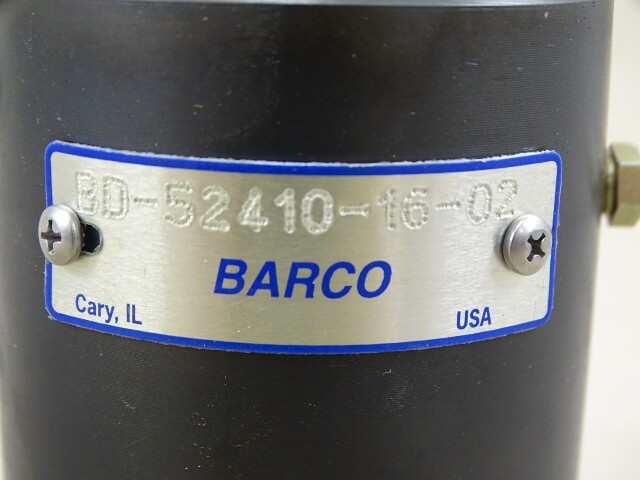 BD-52410-16-02
BARCO
Cary, IL
USA